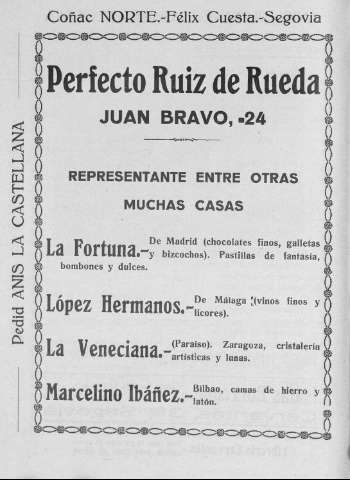 Coñac NORTE.-Félix Cuesta.-Segovia
Perfecto Ruiz de Rueda
JUAN BRAVO, -24
REPRESENTANTE ENTRE OTRAS
MUCHAS CASAS
La Fortuna.- De Madrid (chocolates finos, galletas
y bizcochos). Pastillas de fantasía,
bombones y dulces.
López Hermanos.- De Málaga (vinos finos y
licores).
La Veneciana.- (Paraiso). Zaragoza, cristalería
artísticas y lunas.
Marcelino Ibáñez.- Bilbao, camas de hierro y
latón.
Pedid ANIS LA CASTELLANA